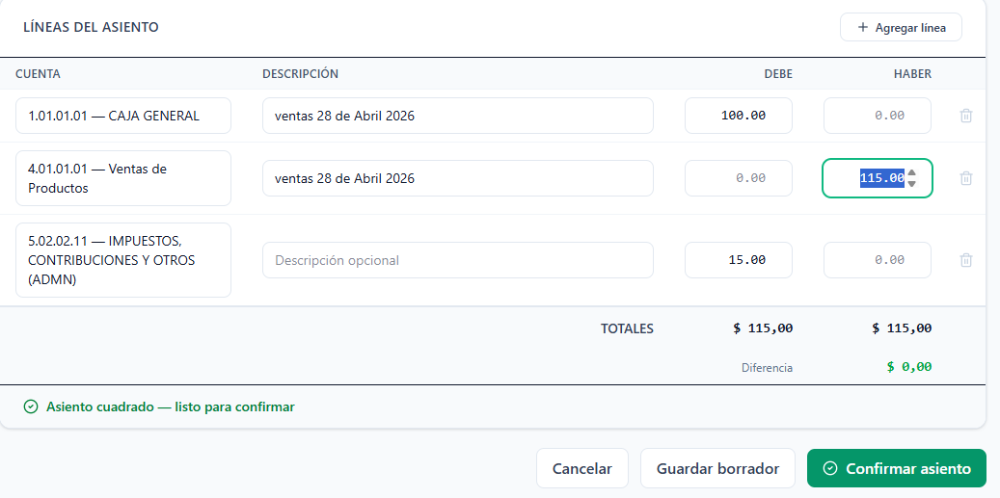 LÍNEAS DEL ASIENTO
+ Agregar línea
CUENTA DESCRIPCIÓN DEBE HABER
1.01.01.01 — CAJA GENERAL ventas 28 de Abril 2026 100.00 0.00
4.01.01.01 — Ventas de
Productos ventas 28 de Abril 2026 0.00 115.00
5.02.02.11 — IMPUESTOS,
CONTRIBUCIONES Y OTROS Descripción opcional 15.00 0.00
(ADMN)
TOTALES $ 115,00 $ 115,00
Diferencia $ 0,00
Asiento cuadrado — listo para confirmar
Cancelar Guardar borrador Confirmar asiento